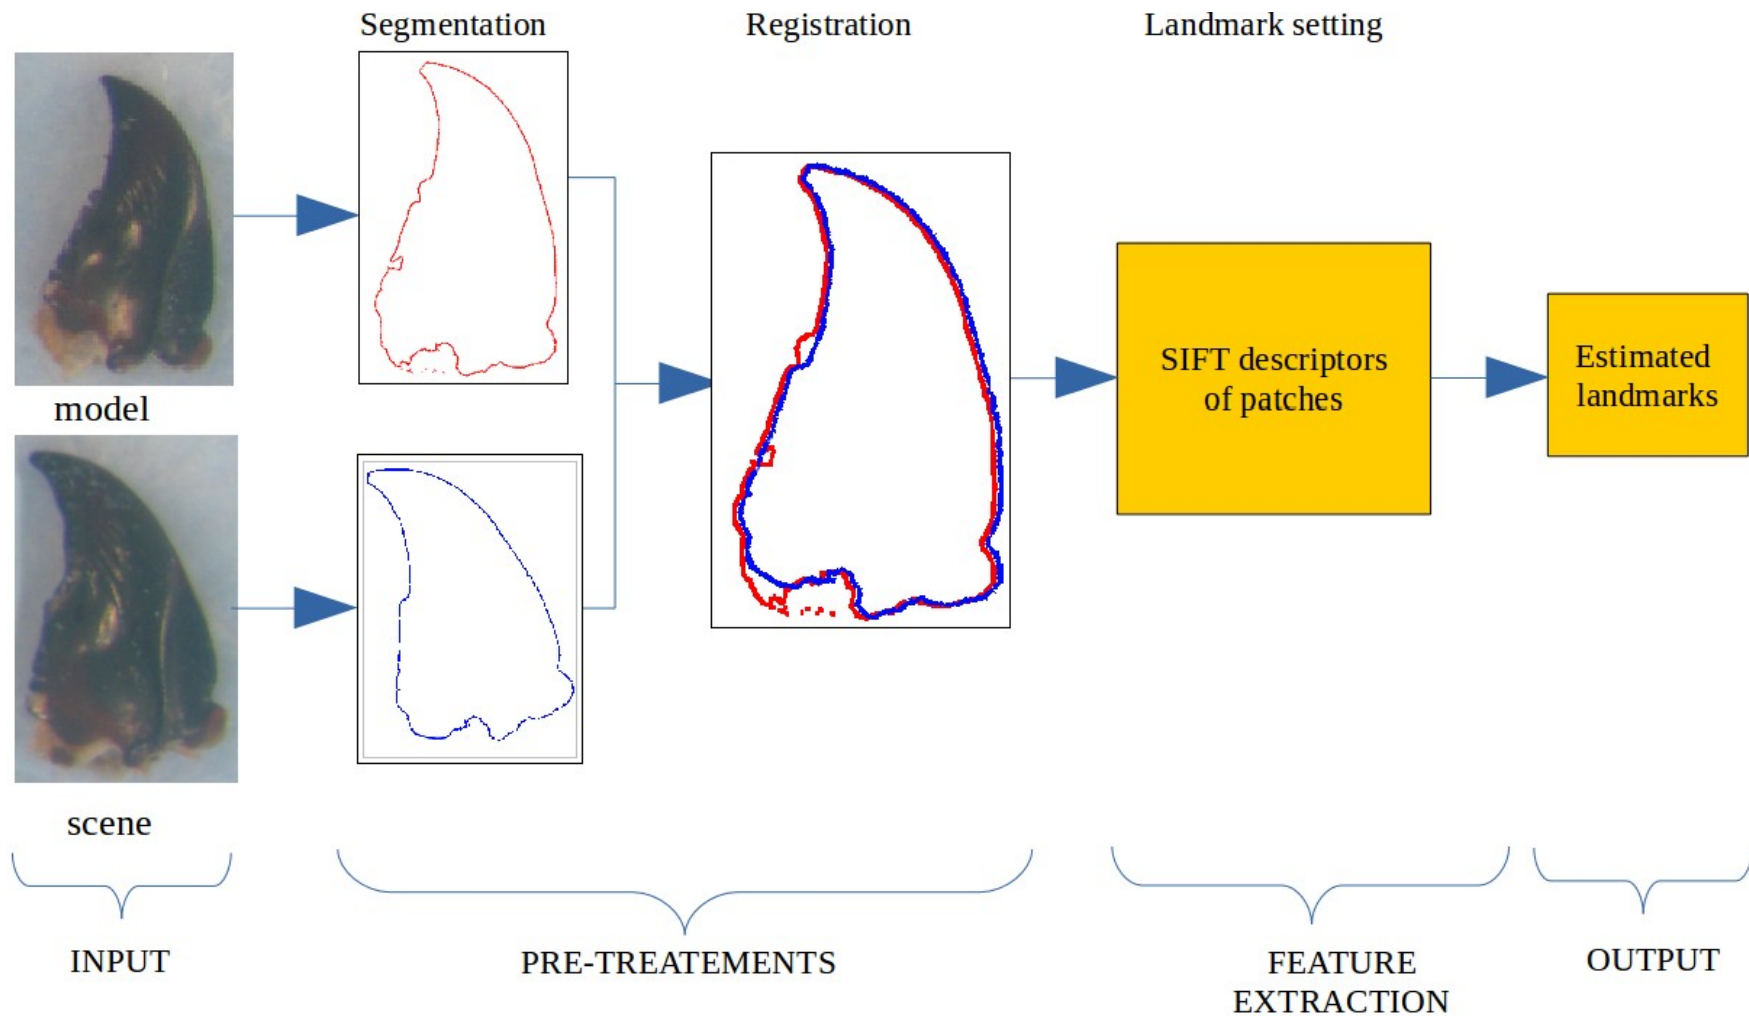 Segmentation
Registration
Landmark setting
model
scene
SIFT descriptors
of patches
Estimated
landmarks
INPUT
PRE-TREATEMENTS
FEATURE
EXTRACTION
OUTPUT